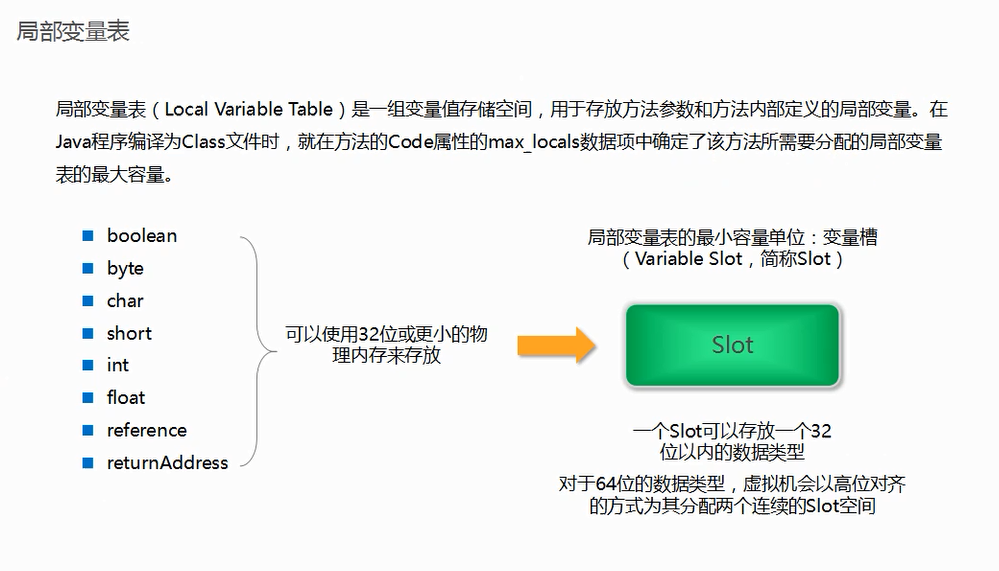 局部变量表
局部变量表（Local Variable Table）是一组变量值存储空间，用于存放方法参数和方法内部定义的局部变量。在
Java程序编译为Class文件时，就在方法的Code属性的max_locals数据项中确定了该方法所需要分配的局部变量
表的最大容量。
boolean
byte
char
short
int
float
reference
returnAddress
可以使用32位或更小的物
理内存来存放
局部变量表的最小容量单位：变量槽
（Variable Slot，简称Slot）
Slot
一个Slot可以存放一个32
位以内的数据类型
对于64位的数据类型，虚拟机会以高位对齐
的方式为其分配两个连续的Slot空间